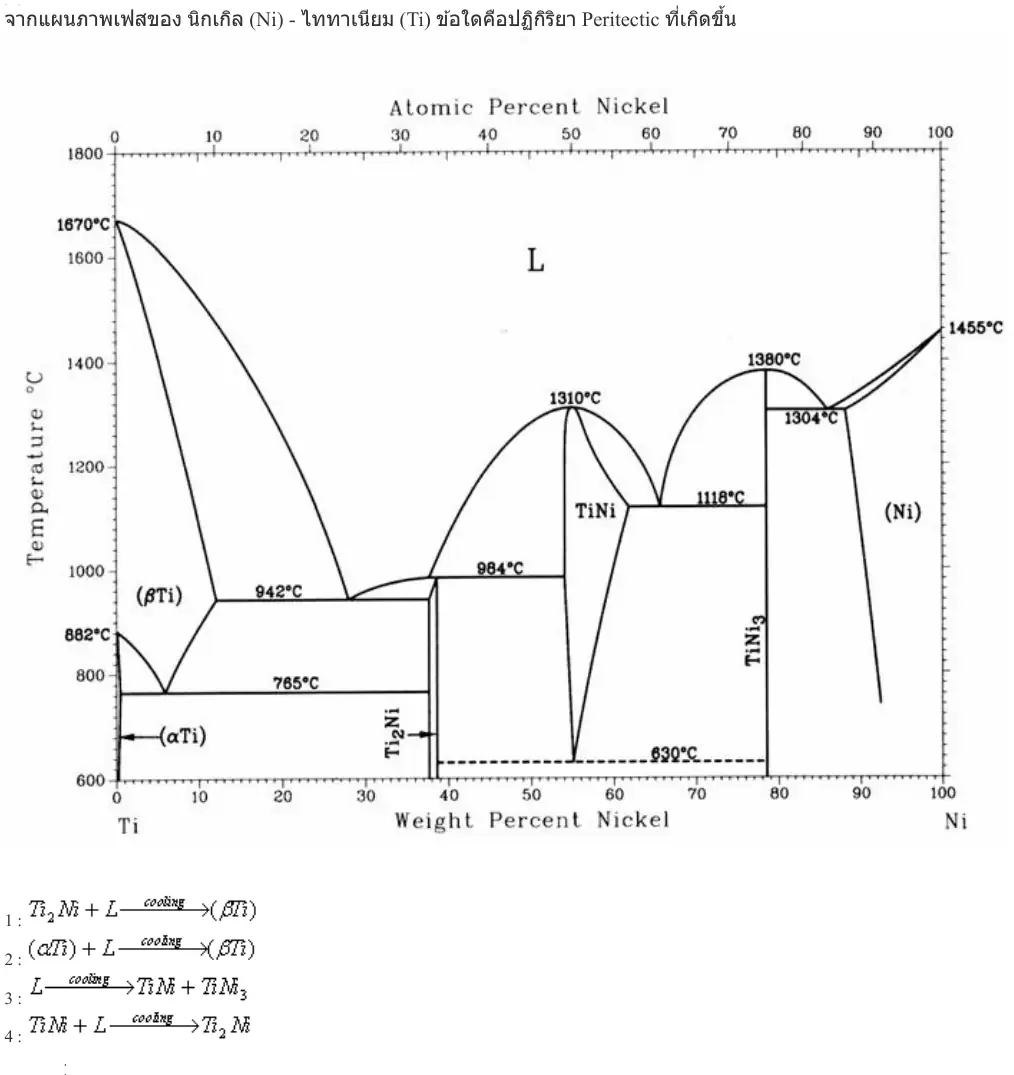 จากแผนภาพเฟสของ นิกเกิล (Ni) - ไททาเนียม (Ti) ข้อใดคือปฏิกิริยา Peritectic ที่เกิดขึ้น
Atomic Percent Nickel
0 10 20 30 40 50 60 70 80 90 100
1800
1670°C
1600
L
1455°C
1400
1380°C
1310°C
1304°C
Temperature °C
1200
1118°C
TiNi
(Ni)
1000
984°C
942°C
(βTi)
882°C
TiNi₃
800
765°C
(αTi)
Ti₂Ni
630°C
600
0 10 20 30 40 50 60 70 80 90 100
Ti Weight Percent Nickel Ni
1 : Ti₂Ni + L cooling → (βTi)
2 : (αTi) + L cooling → (βTi)
3 : L cooling → TiNi + TiNi₃
4 : TiNi + L cooling → Ti₂Ni
: